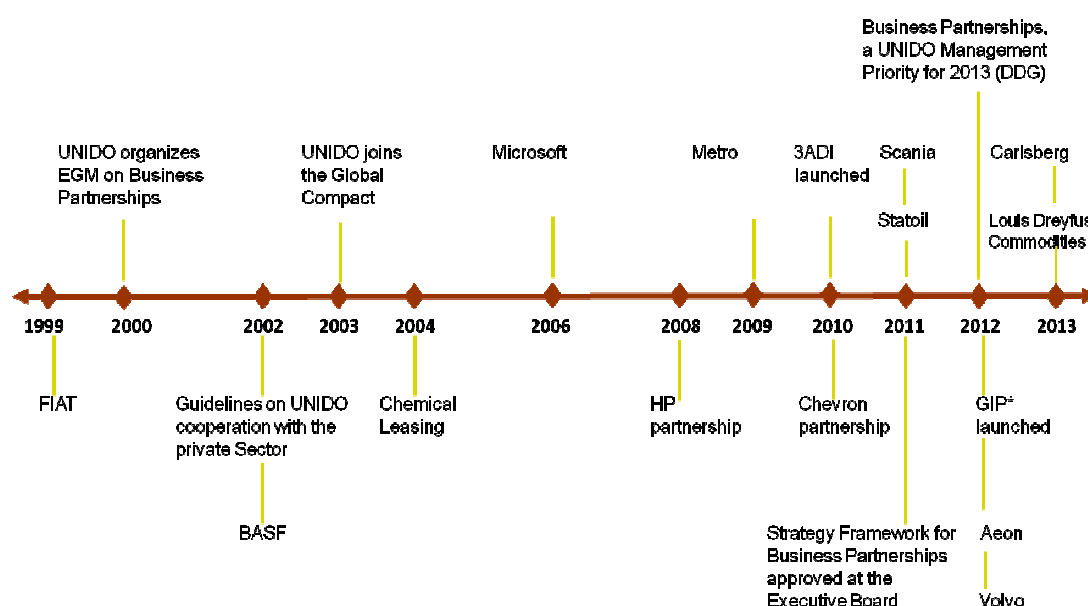 Business Partnerships,
a UNIDO Management
Priority for 2013 (DDG)
UNIDO organizes
EGM on Business
Partnerships
UNIDO joins
the Global
Compact
Microsoft
Metro
3ADI
launched
Scania
Statoil
Carlsberg
Louis Dreyfus
Commodities
1999
2000
2002
2003
2004
2006
2008
2009
2010
2011
2012
2013
FIAT
Guidelines on UNIDO
cooperation with the
private Sector
BASF
Chemical
Leasing
HP
partnership
Chevron
partnership
GIP*
launched
Strategy Framework for
Business Partnerships
approved at the
Executive Board
Aeon
Volvo